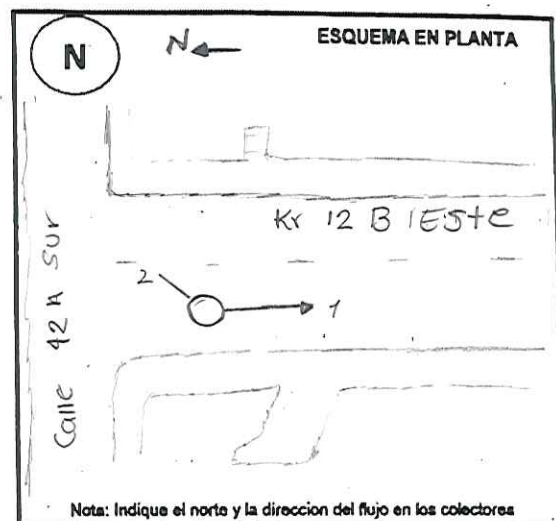 N
N
ESQUEMA EN PLANTA
Kr 12 B Este
Calle 42 A Sur
2
1
Nota: Indique el norte y la direccion del flujo en los colectores